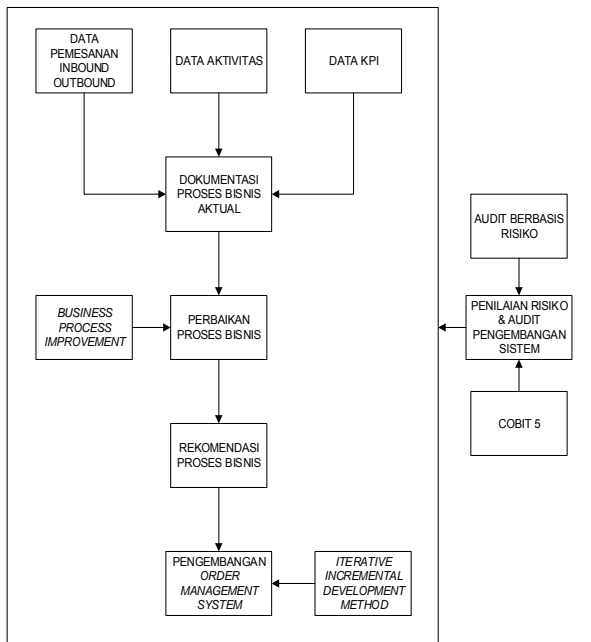 DATA
PEMESANAN
INBOUND
OUTBOUND
DATA AKTIVITAS
DATA KPI
DOKUMENTASI
PROSES BISNIS
AKTUAL
AUDIT BERBASIS
RISIKO
BUSINESS
PROCESS
IMPROVEMENT
PERBAIKAN
PROSES BISNIS
PENILAIAN RISIKO
& AUDIT
PENGEMBANGAN
SISTEM
COBIT 5
REKOMENDASI
PROSES BISNIS
PENGEMBANGAN
ORDER
MANAGEMENT
SYSTEM
ITERATIVE
INCREMENTAL
DEVELOPMENT
METHOD